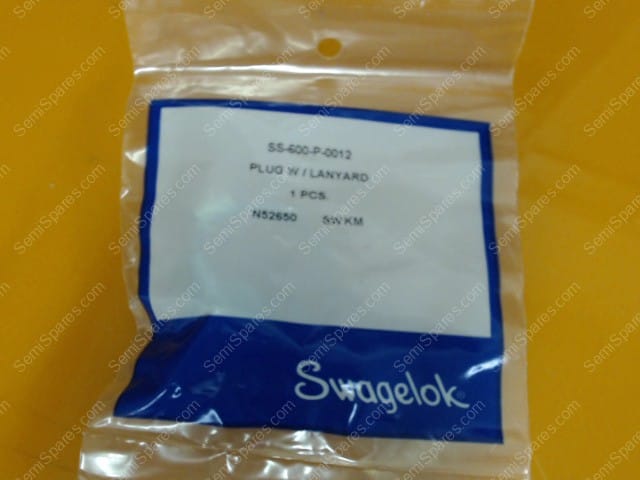 SS-600-P-0012
PLUG W / LANYARD
1 PCS.
N52650 SWKM
Swagelok
SemiSpares.com